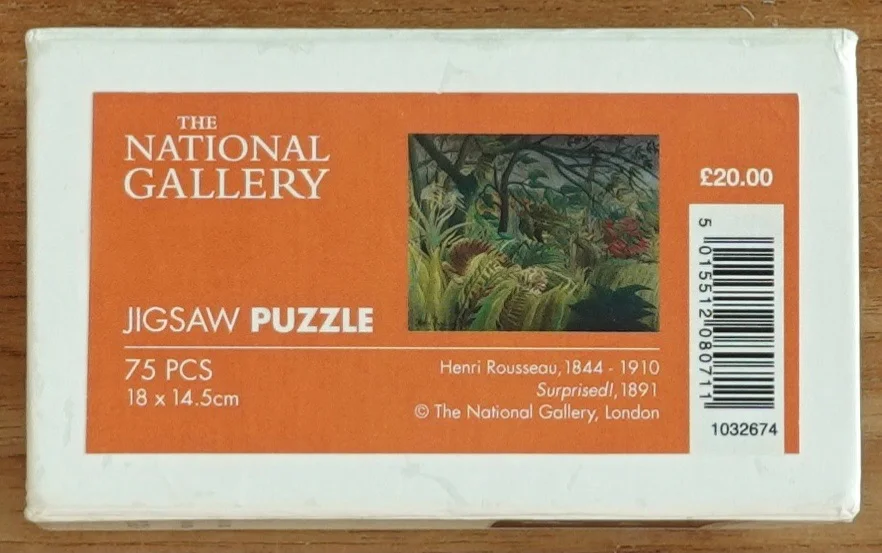 THE
NATIONAL
GALLERY
JIGSAW PUZZLE
75 PCS
18 x 14.5cm
Henri Rousseau, 1844 - 1910
Surprised!, 1891
© The National Gallery, London
£20.00
5 015512 080711
1032674